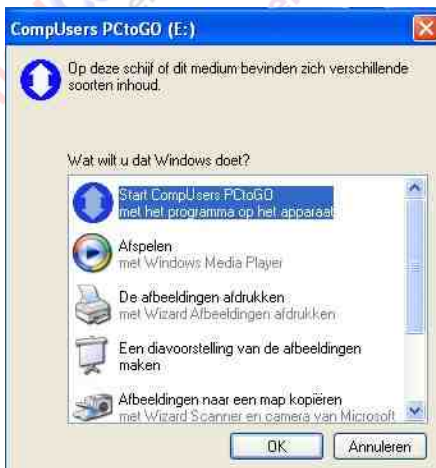 CompUsers PCtoGO (E:)
Op deze schijf of dit medium bevinden zich verschillende
soorten inhoud.
Wat wilt u dat Windows doet?
Start CompUsers PCtoGO
met het programma op het apparaat
Afspelen
met Windows Media Player
De afbeeldingen afdrukken
met Wizard Afbeeldingen afdrukken
Een diavoorstelling van de afbeeldingen
maken
Afbeeldingen naar een map kopiëren
met Wizard Scanner en camera van Microsoft
OK
Annuleren